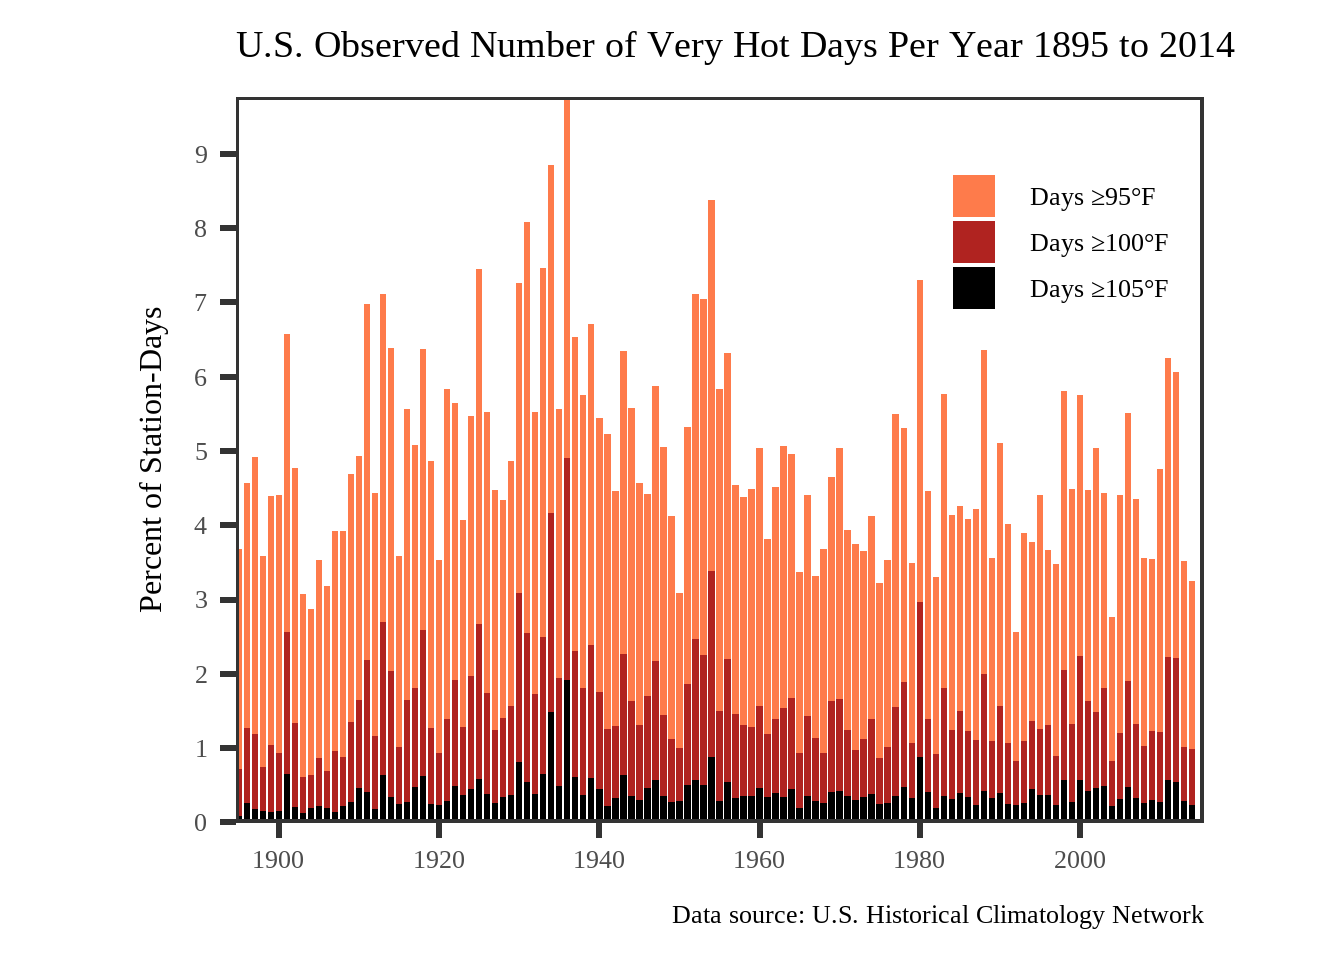 U.S. Observed Number of Very Hot Days Per Year 1895 to 2014
Percent of Station-Days
9
8
7
6
5
4
3
2
1
0
Days ≥95°F
Days ≥100°F
Days ≥105°F
1900 1920 1940 1960 1980 2000
Data source: U.S. Historical Climatology Network